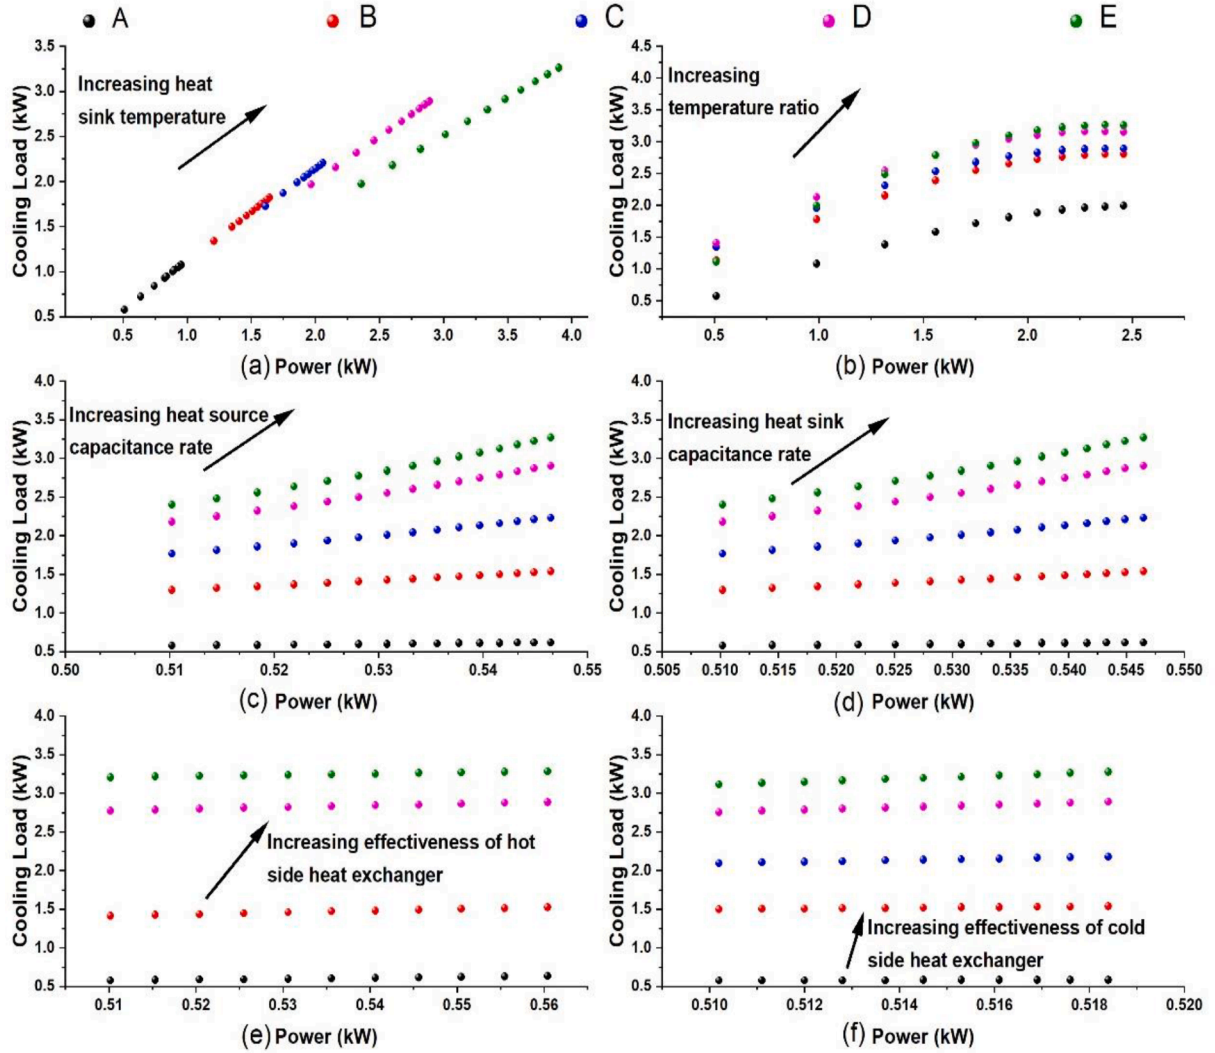 A B C D E
3.5
3.0
2.5
2.0
1.5
1.0
0.5
Cooling Load (kW)
Increasing heat
sink temperature
0.5 1.0 1.5 2.0 2.5 3.0 3.5 4.0
(a) Power (kW)
4.5
4.0
3.5
3.0
2.5
2.0
1.5
1.0
0.5
Cooling Load (kW)
Increasing
temperature ratio
0.5 1.0 1.5 2.0 2.5
(b) Power (kW)
4.0
3.5
3.0
2.5
2.0
1.5
1.0
0.5
Cooling Load (kW)
Increasing heat source
capacitance rate
0.50 0.51 0.52 0.53 0.54 0.55
(c) Power (kW)
4.0
3.5
3.0
2.5
2.0
1.5
1.0
0.5
Cooling Load (kW)
Increasing heat sink
capacitance rate
0.505 0.510 0.515 0.520 0.525 0.530 0.535 0.540 0.545 0.550
(d) Power (kW)
4.0
3.5
3.0
2.5
2.0
1.5
1.0
0.5
Cooling Load (kW)
Increasing effectiveness of hot
side heat exchanger
0.51 0.52 0.53 0.54 0.55 0.56
(e) Power (kW)
4.0
3.5
3.0
2.5
2.0
1.5
1.0
0.5
Cooling Load (kW)
Increasing effectiveness of cold
side heat exchanger
0.510 0.512 0.514 0.516 0.518 0.520
(f) Power (kW)